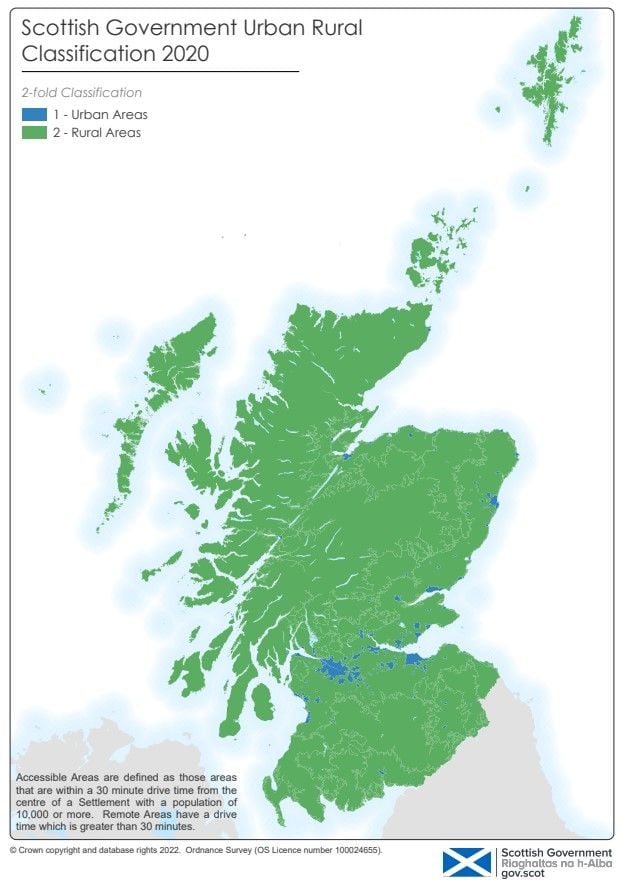 Scottish Government Urban Rural
Classification 2020
2-fold Classification
1 - Urban Areas
2 - Rural Areas
Accessible Areas are defined as those areas
that are within a 30 minute drive time from the
centre of a Settlement with a population of
10,000 or more. Remote Areas have a drive
time which is greater than 30 minutes.
© Crown copyright and database rights 2022. Ordnance Survey (OS Licence number 100024655).
Scottish Government
Riaghaltas na h-Alba
gov.scot